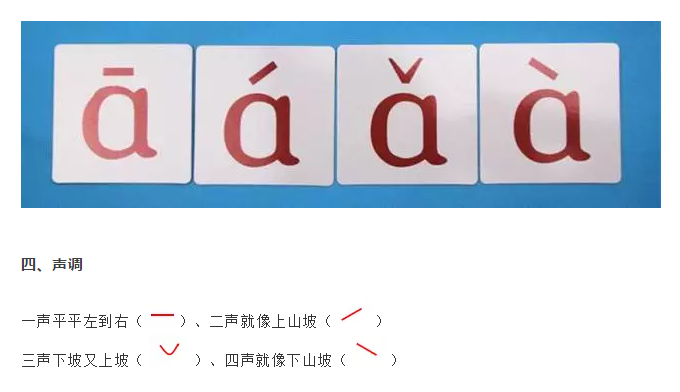 ā á ǎ à
四、声调
一声平平左到右（ ˉ ）、二声就像上山坡（ ˊ ）
三声下坡又上坡（ ˇ ）、四声就像下山坡（ ˋ ）